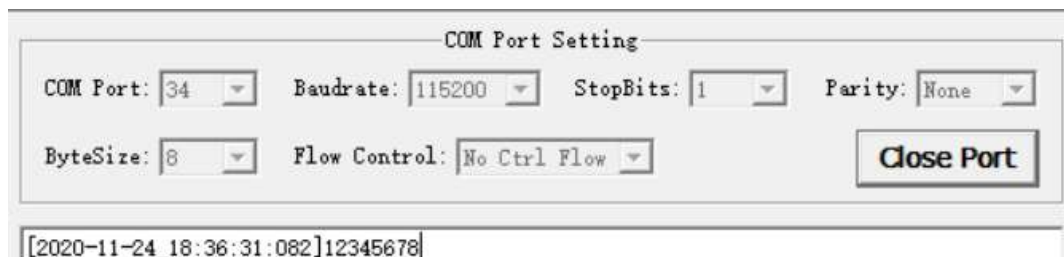 COM Port Setting
COM Port: 34 Baudrate: 115200 StopBits: 1 Parity: None
ByteSize: 8 Flow Control: No Ctrl Flow Close Port
[2020-11-24 18:36:31:082]12345678